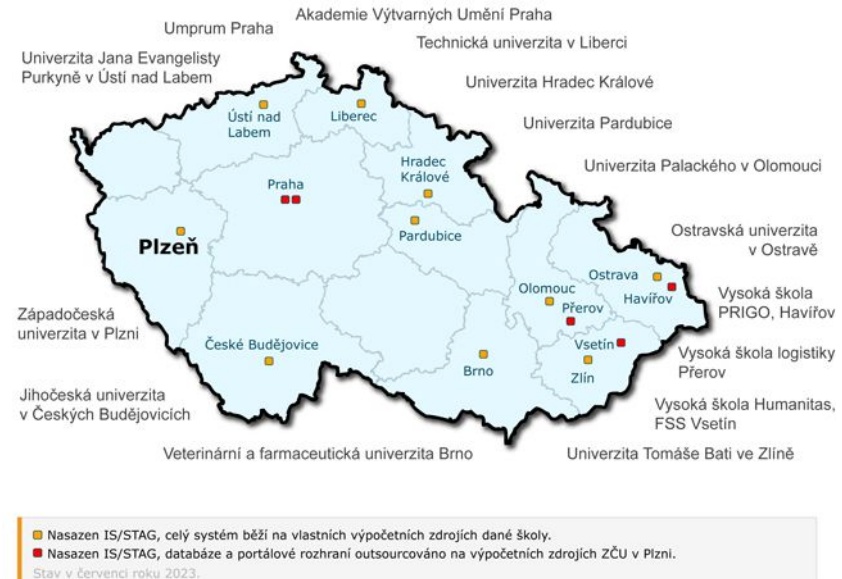 Akademie Výtvarných Umění Praha
Umprum Praha
Technická univerzita v Liberci
Univerzita Jana Evangelisty
Purkyně v Ústí nad Labem
Univerzita Hradec Králové
Univerzita Pardubice
Univerzita Palackého v Olomouci
Ostravská univerzita
v Ostravě
Vysoká škola
PRIGO, Havířov
Vysoká škola logistiky
Přerov
Vysoká škola Humanitas,
FSS Vsetín
Univerzita Tomáše Bati ve Zlíně
Veterinární a farmaceutická univerzita Brno
Jihočeská univerzita
v Českých Budějovicích
Západočeská
univerzita v Plzni
Ústí nad
Labem
Liberec
Hradec
Králové
Praha
Pardubice
Plzeň
Ostrava
Olomouc
Havířov
Přerov
České Budějovice
Vsetín
Brno
Zlín
Nasazen IS/STAG, celý systém běží na vlastních výpočetních zdrojích dané školy.
Nasazen IS/STAG, databáze a portálové rozhraní outsourcováno na výpočetních zdrojích ZČU v Plzni.
Stav v červenci roku 2023.